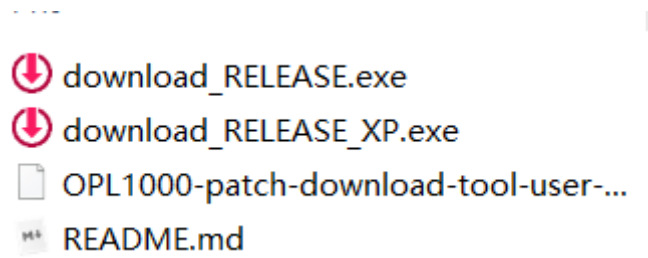 download_RELEASE.exe
download_RELEASE_XP.exe
OPL1000-patch-download-tool-user-...
README.md